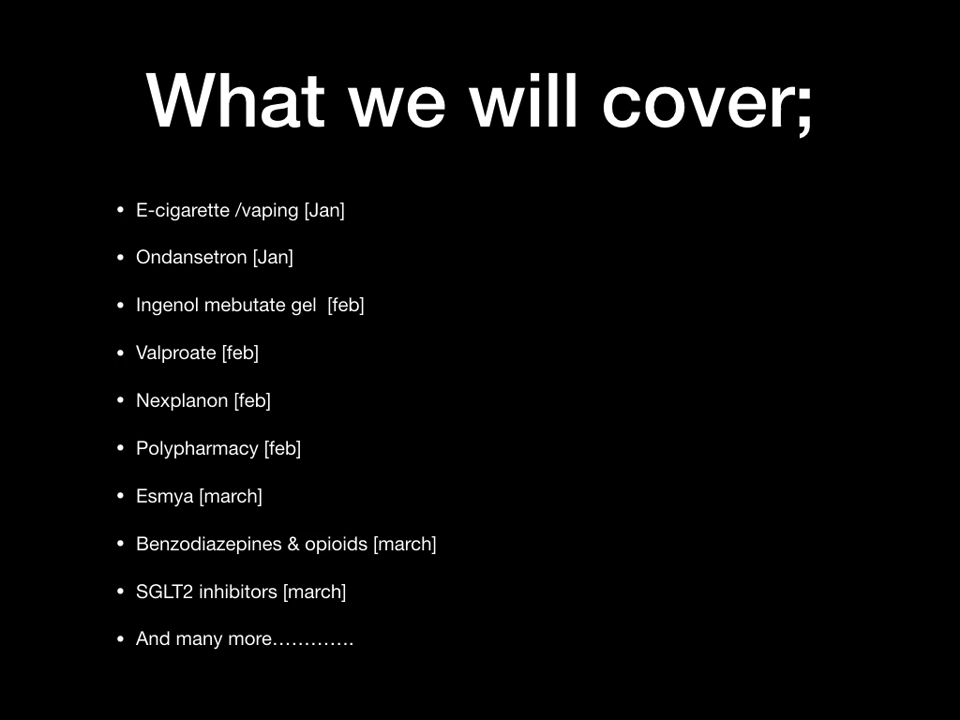 What we will cover;
• E-cigarette /vaping [Jan]
• Ondansetron [Jan]
• Ingenol mebutate gel  [feb]
• Valproate [feb]
• Nexplanon [feb]
• Polypharmacy [feb]
• Esmya [march]
• Benzodiazepines & opioids [march]
• SGLT2 inhibitors [march]
• And many more………….